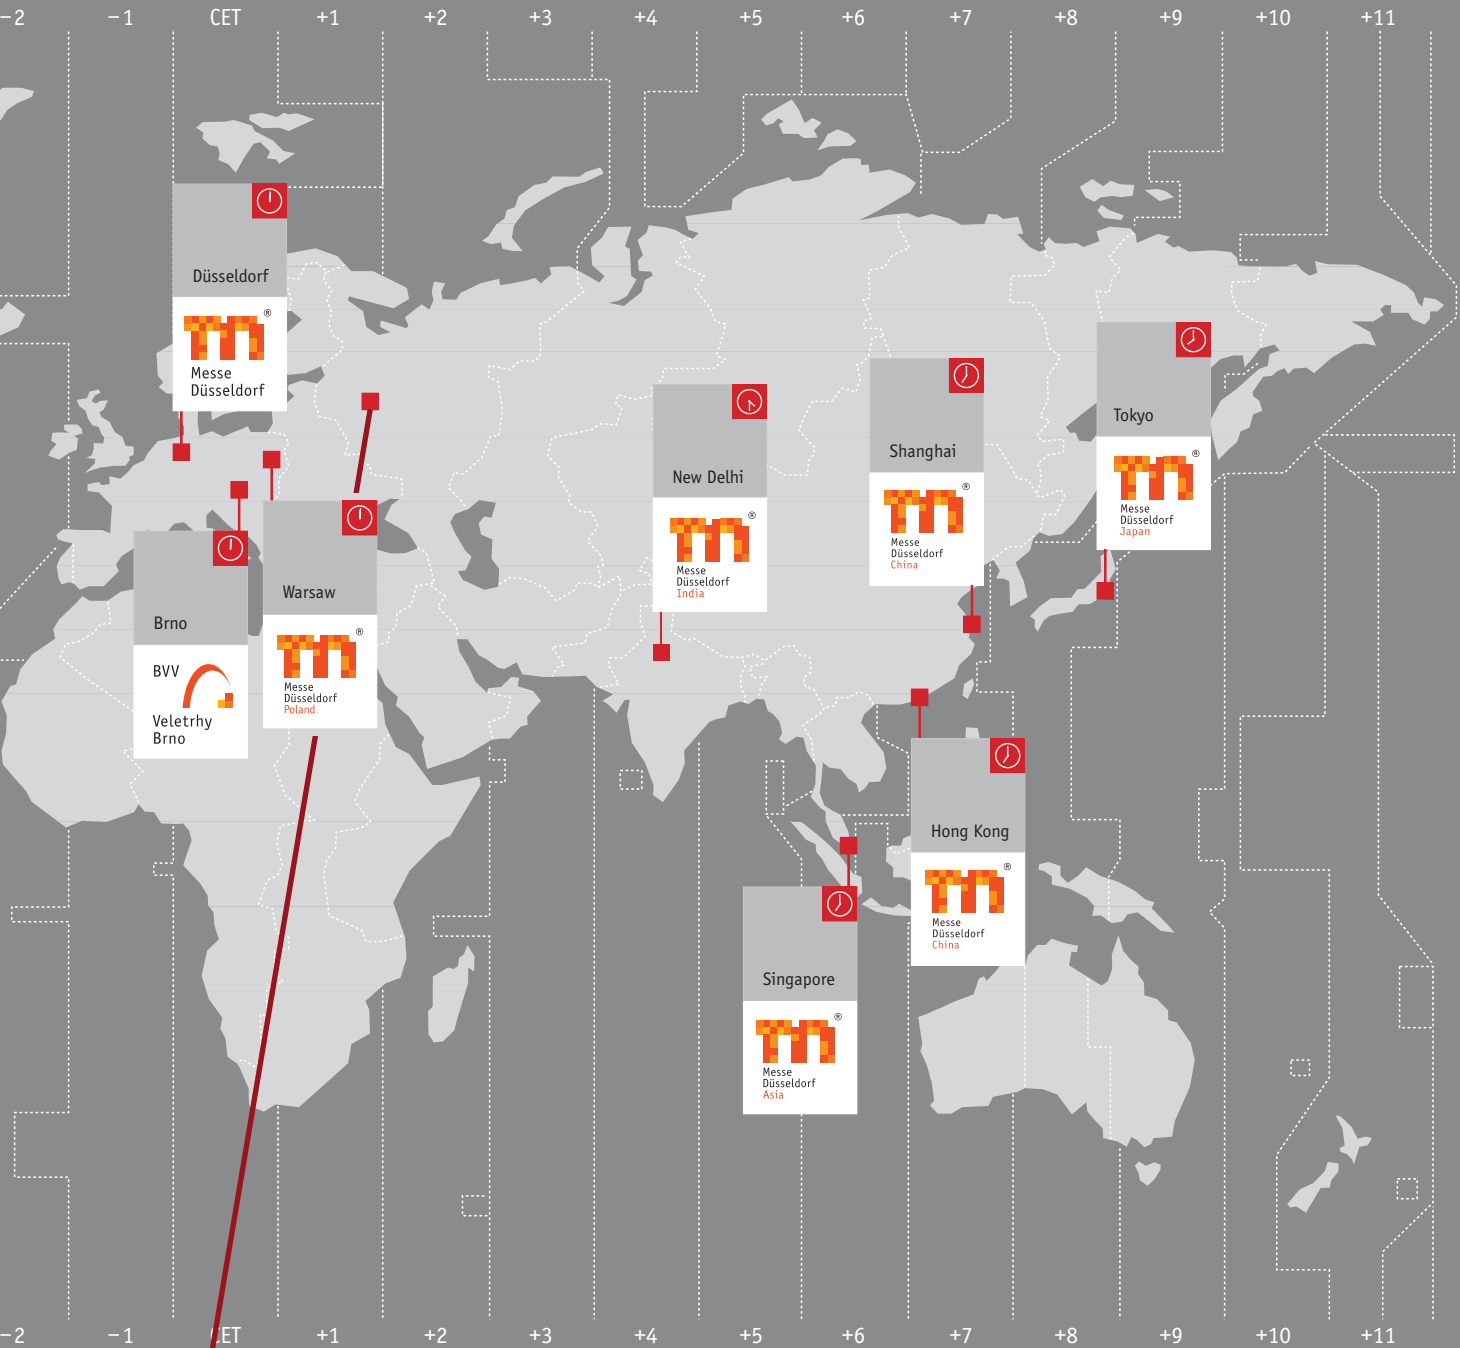 −2 −1 CET +1 +2 +3 +4 +5 +6 +7 +8 +9 +10 +11
Düsseldorf
®
Messe
Düsseldorf
Tokyo
®
Messe
Düsseldorf
Japan
Shanghai
®
Messe
Düsseldorf
China
New Delhi
®
Messe
Düsseldorf
India
Warsaw
®
Messe
Düsseldorf
Poland
Brno
BVV
Veletrhy
Brno
Hong Kong
®
Messe
Düsseldorf
China
Singapore
®
Messe
Düsseldorf
Asia
−2 −1 CET +1 +2 +3 +4 +5 +6 +7 +8 +9 +10 +11